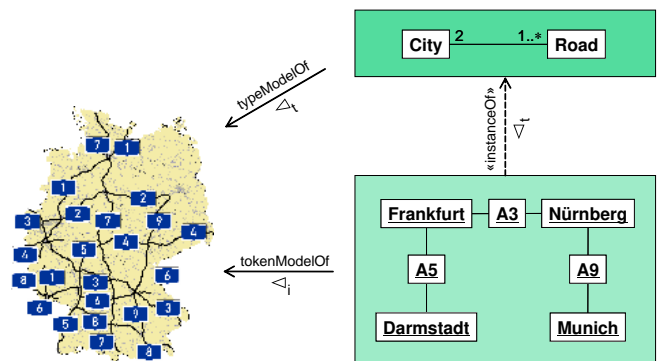 City 2 1..* Road
typeModelOf
◁t
«instanceOf»
◁t
7 1
1
2
3 2 7 9
4
5 4
4
8 1 3 6
6
6 9 3
5 8
7
8
tokenModelOf
◁i
Frankfurt A3 Nürnberg
A5 A9
Darmstadt Munich